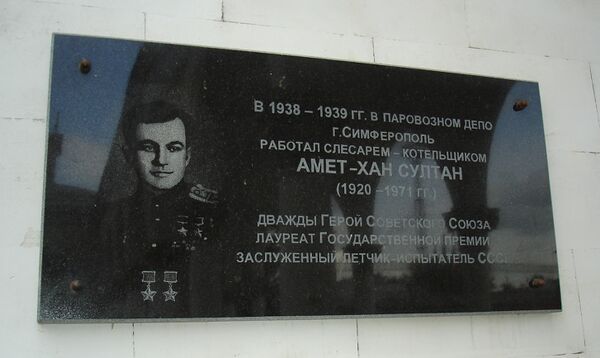 В 1938 – 1939 ГГ. В ПАРОВОЗНОМ ДЕПО
Г.СИМФЕРОПОЛЬ
РАБОТАЛ СЛЕСАРЕМ – КОТЕЛЬЩИКОМ
АМЕТ-ХАН СУЛТАН
(1920 –1971 ГГ.)
ДВАЖДЫ ГЕРОЙ СОВЕТСКОГО СОЮЗА
ЛАУРЕАТ ГОСУДАРСТВЕННОЙ ПРЕМИИ
ЗАСЛУЖЕННЫЙ ЛЕТЧИК-ИСПЫТАТЕЛЬ СССР